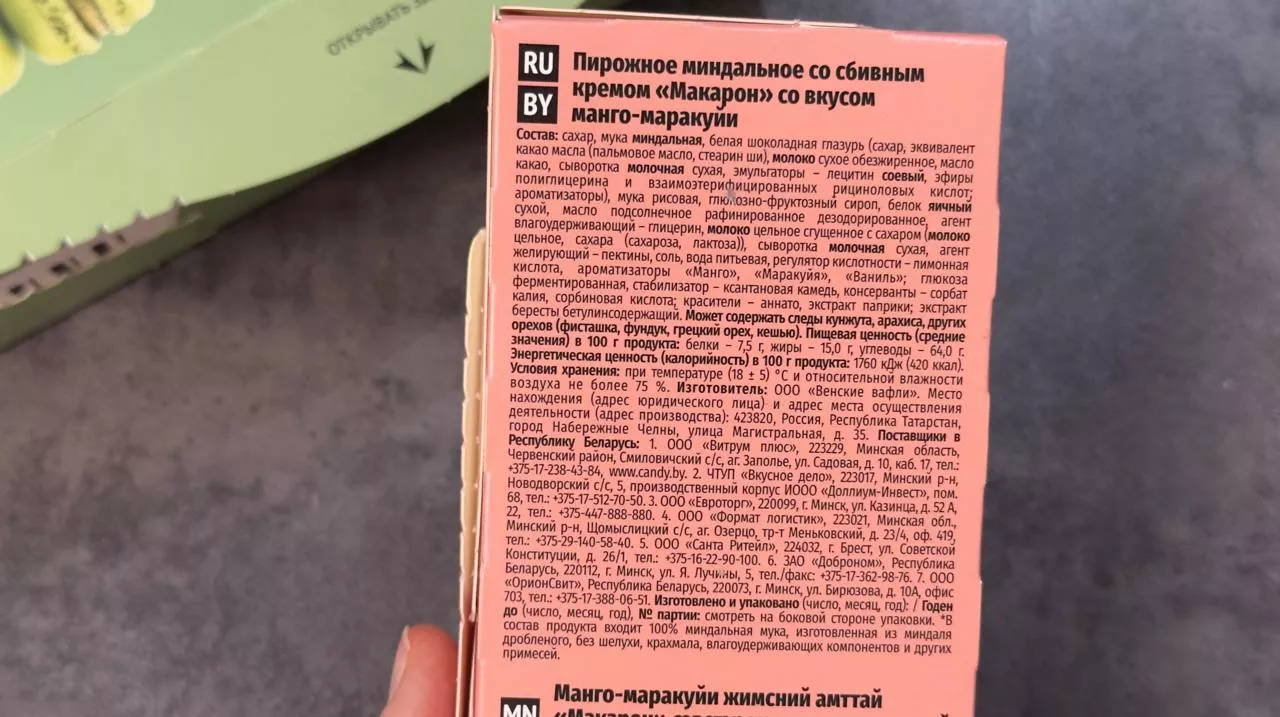 ОТКРЫВАТЬ
RU
BY
Пирожное миндальное со сбивным
кремом «Макарон» со вкусом
манго-маракуйи
Состав: сахар, мука миндальная, белая шоколадная глазурь (сахар, эквивалент
какао масла (пальмовое масло, стеарин ши), молоко сухое обезжиренное, масло
какао, сыворотка молочная сухая, эмульгаторы – лецитин соевый, эфиры
полиглицерина и взаимоэтерифицированных рициноловых кислот;
ароматизаторы), мука рисовая, глюкозно-фруктозный сироп, белок яичный
сухой, масло подсолнечное рафинированное дезодорированное, агент
влагоудерживающий – глицерин, молоко цельное сгущенное с сахаром (молоко
цельное, сахара (сахароза, лактоза)), сыворотка молочная сухая, агент
желирующий – пектины, соль, вода питьевая, регулятор кислотности – лимонная
кислота, ароматизаторы «Манго», «Маракуйя», «Ваниль»; глюкоза
ферментированная, стабилизатор – ксантановая камедь, консерванты – сорбат
калия, сорбиновая кислота; красители – аннато, экстракт паприки; экстракт
бересты бетулинсодержащий. Может содержать следы кунжута, арахиса, других
орехов (фисташка, фундук, грецкий орех, кешью). Пищевая ценность (средние
значения) в 100 г продукта: белки – 7,5 г, жиры – 15,0 г, углеводы – 64,0 г.
Энергетическая ценность (калорийность) в 100 г продукта: 1760 кДж (420 ккал).
Условия хранения: при температуре (18 ± 5) °С и относительной влажности
воздуха не более 75 %. Изготовитель: ООО «Венские вафли». Место
нахождения (адрес юридического лица) и адрес места осуществления
деятельности (адрес производства): 423820, Россия, Республика Татарстан,
город Набережные Челны, улица Магистральная, д. 35. Поставщики в
Республику Беларусь: 1. ООО «Витрум плюс», 223229, Минская область,
Червенский район, Смиловичский с/с, аг. Заполье, ул. Садовая, д. 10, каб. 17, тел.:
+375-17-238-43-84, www.candy.by. 2. ЧТУП «Вкусное дело», 223017, Минский р-н,
Новодворский с/с, 5, производственный корпус ИООО «Доллиум-Инвест», пом.
68, тел.: +375-17-512-70-50. 3. ООО «Евроторг», 220099, г. Минск, ул. Казинца, д. 52 А,
22, тел.: +375-447-888-880. 4. ООО «Формат логистик», 223021, Минская обл.,
Минский р-н, Щомыслицкий с/с, аг. Озерцо, тр-т Меньковский, д. 23/4, оф. 419,
тел.: +375-29-140-58-40. 5. ООО «Санта Ритейл», 224032, г. Брест, ул. Советской
Конституции, д. 26/1, тел.: +375-16-22-90-100. 6. ЗАО «Доброном», Республика
Беларусь, 220112, г. Минск, ул. Я. Лучины, 5, тел./факс: +375-17-362-98-76. 7. ООО
«ОрионСвит», Республика Беларусь, 220073, г. Минск, ул. Бирюзова, д. 10А, офис
703, тел.: +375-17-388-06-51. Изготовлено и упаковано (число, месяц, год): / Годен
до (число, месяц, год), № партии: смотреть на боковой стороне упаковки. *В
состав продукта входит 100% миндальная мука, изготовленная из миндаля
дробленого, без шелухи, крахмала, влагоудерживающих компонентов и других
примесей.
MN
Манго-маракуйи жимсний амттай